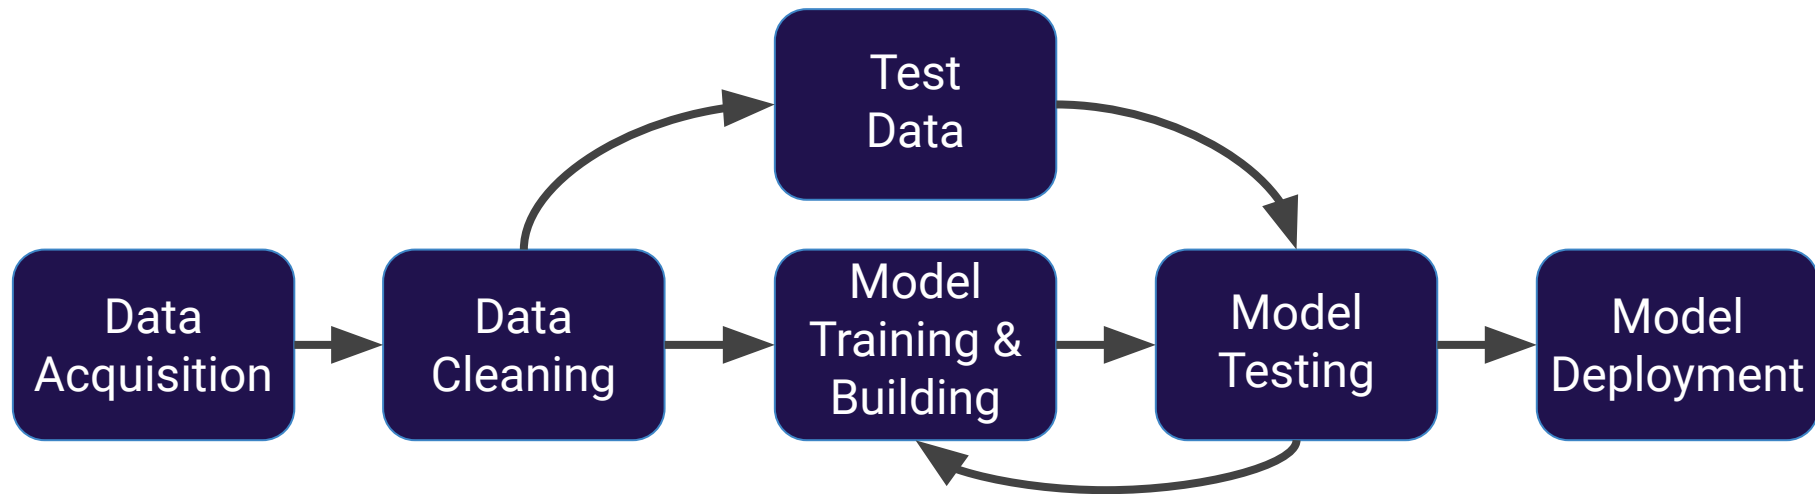 Test
Data
Data
Acquisition
Data
Cleaning
Model
Training &
Building
Model
Testing
Model
Deployment